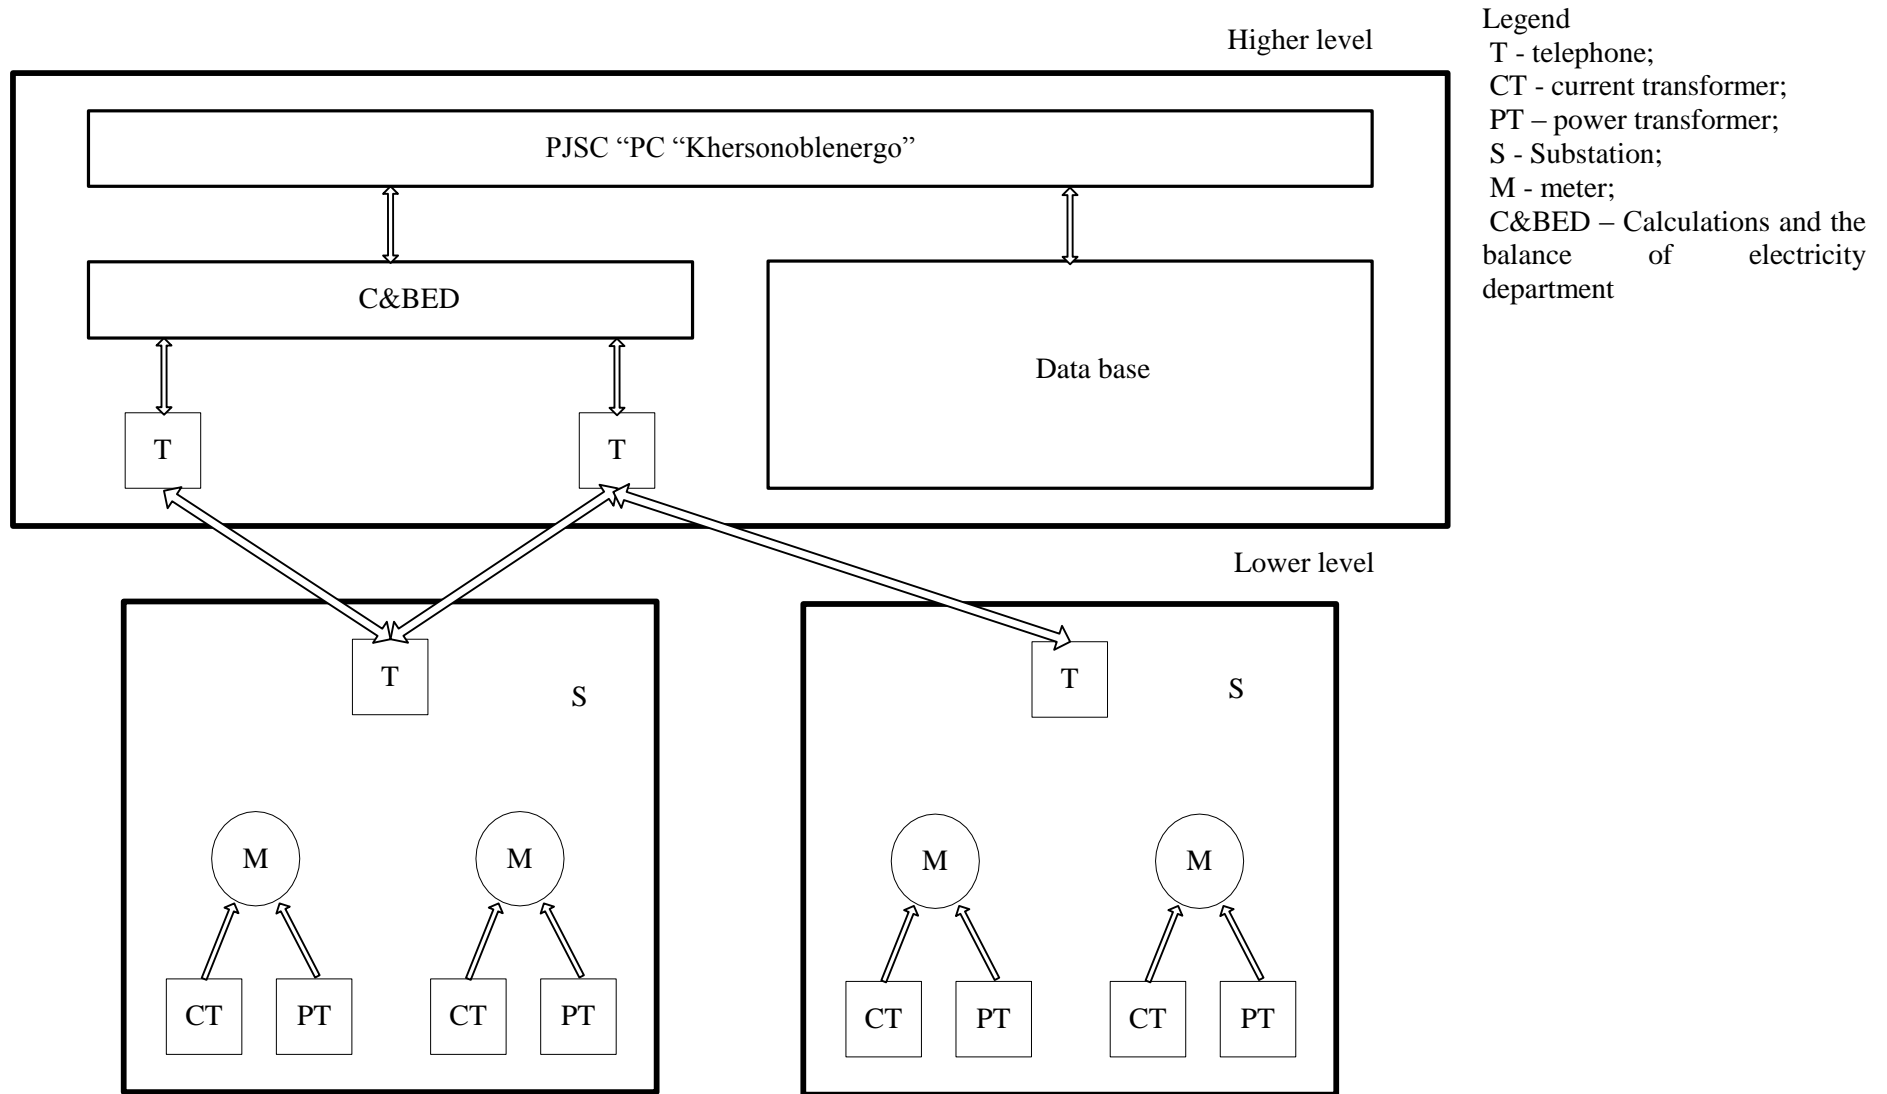 Higher level
PJSC “PC “Khersonoblenergo”
C&BED
Data base
T
T
Lower level
T
S
T
S
M
M
M
M
CT
PT
CT
PT
CT
PT
CT
PT
Legend
T - telephone;
CT - current transformer;
PT – power transformer;
S - Substation;
M - meter;
C&BED – Calculations and the
balance of electricity
department